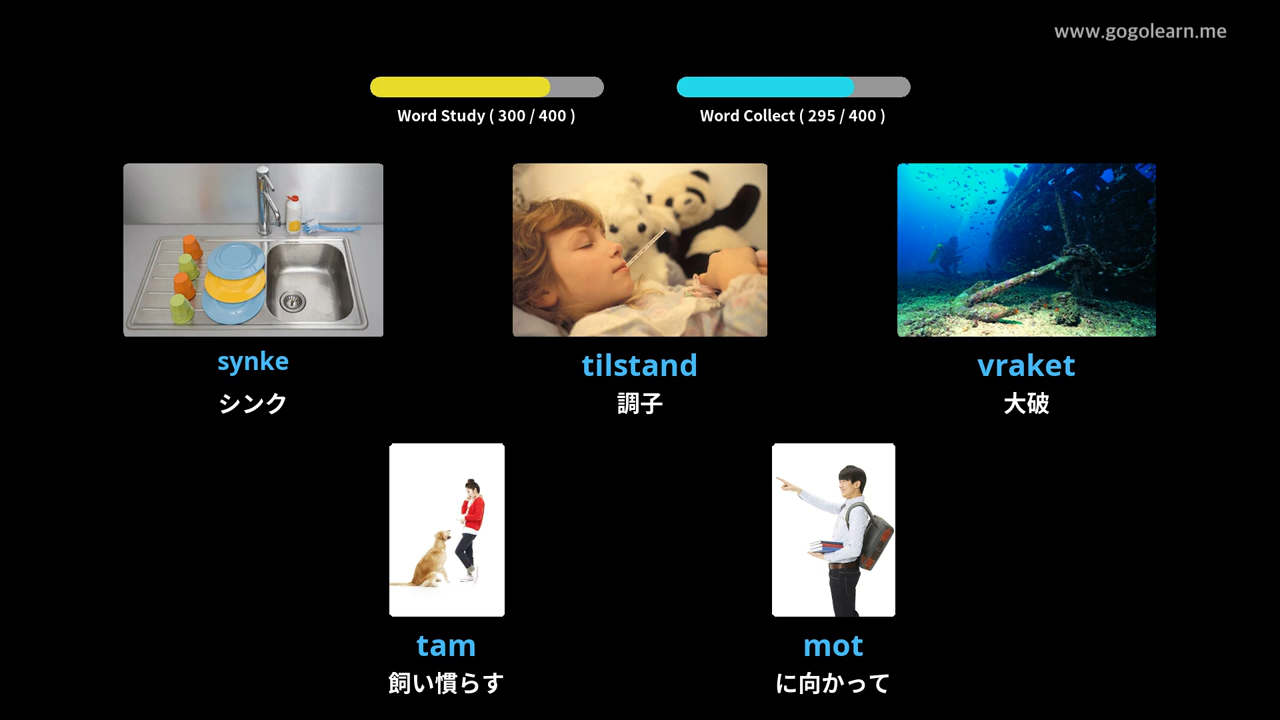 www.gogolearn.me
Word Study ( 300 / 400 )
Word Collect ( 295 / 400 )
synke
シンク
tilstand
調子
vraket
大破
tam
飼い慣らす
mot
に向かって